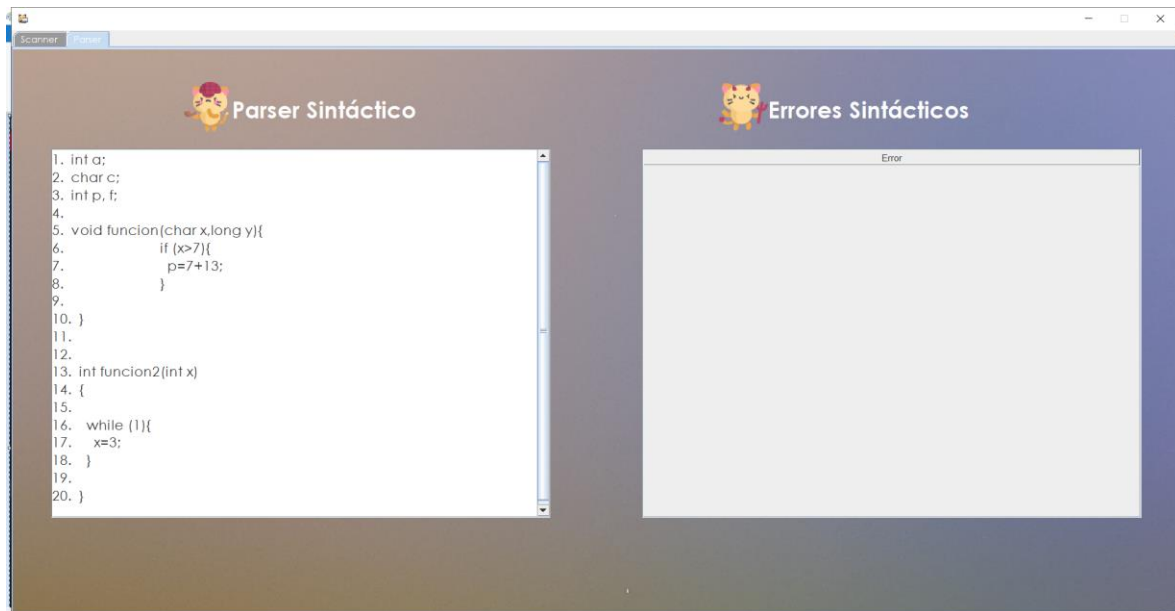 Scanner Parser
Parser Sintáctico
Errores Sintácticos
1. int a;
2. char c;
3. int p, f;
4.
5. void funcion(char x,long y){
6. if (x>7){
7. p=7+13;
8. }
9.
10. }
11.
12.
13. int funcion2(int x)
14. {
15.
16. while (1){
17. x=3;
18. }
19.
20. }
Error